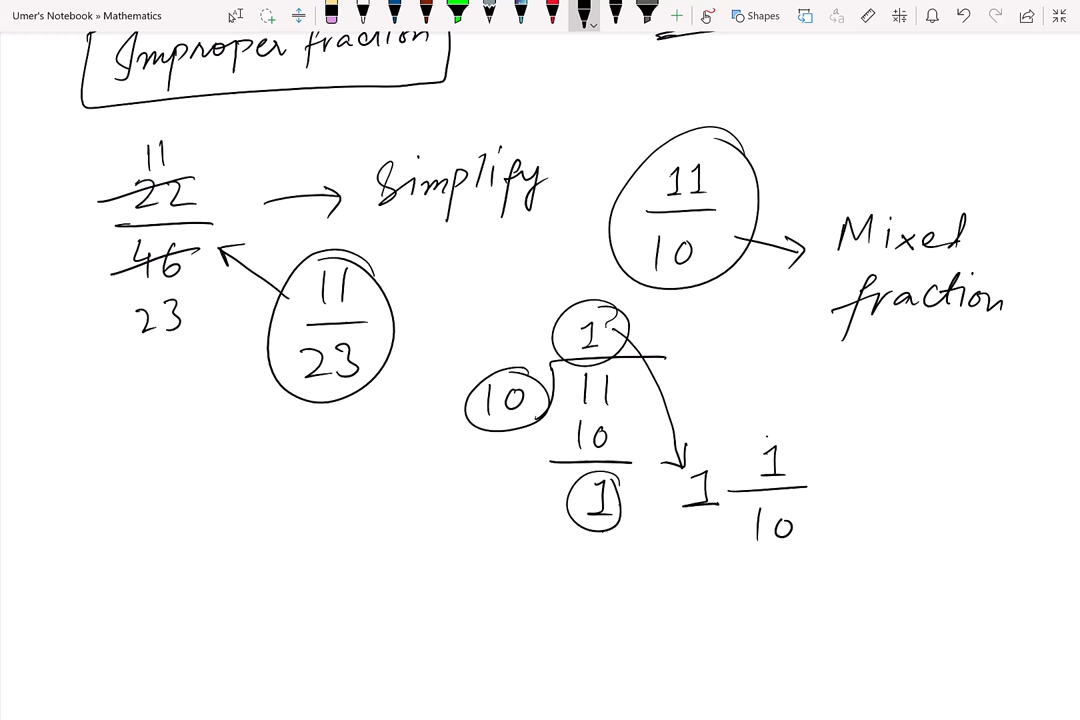 Umer's Notebook » Mathematics
Shapes
Improper fraction
11
22
46
23
→ Simplify
11
23
11
10
→ Mixed
fraction
1
10
11
10
1
1
1
10